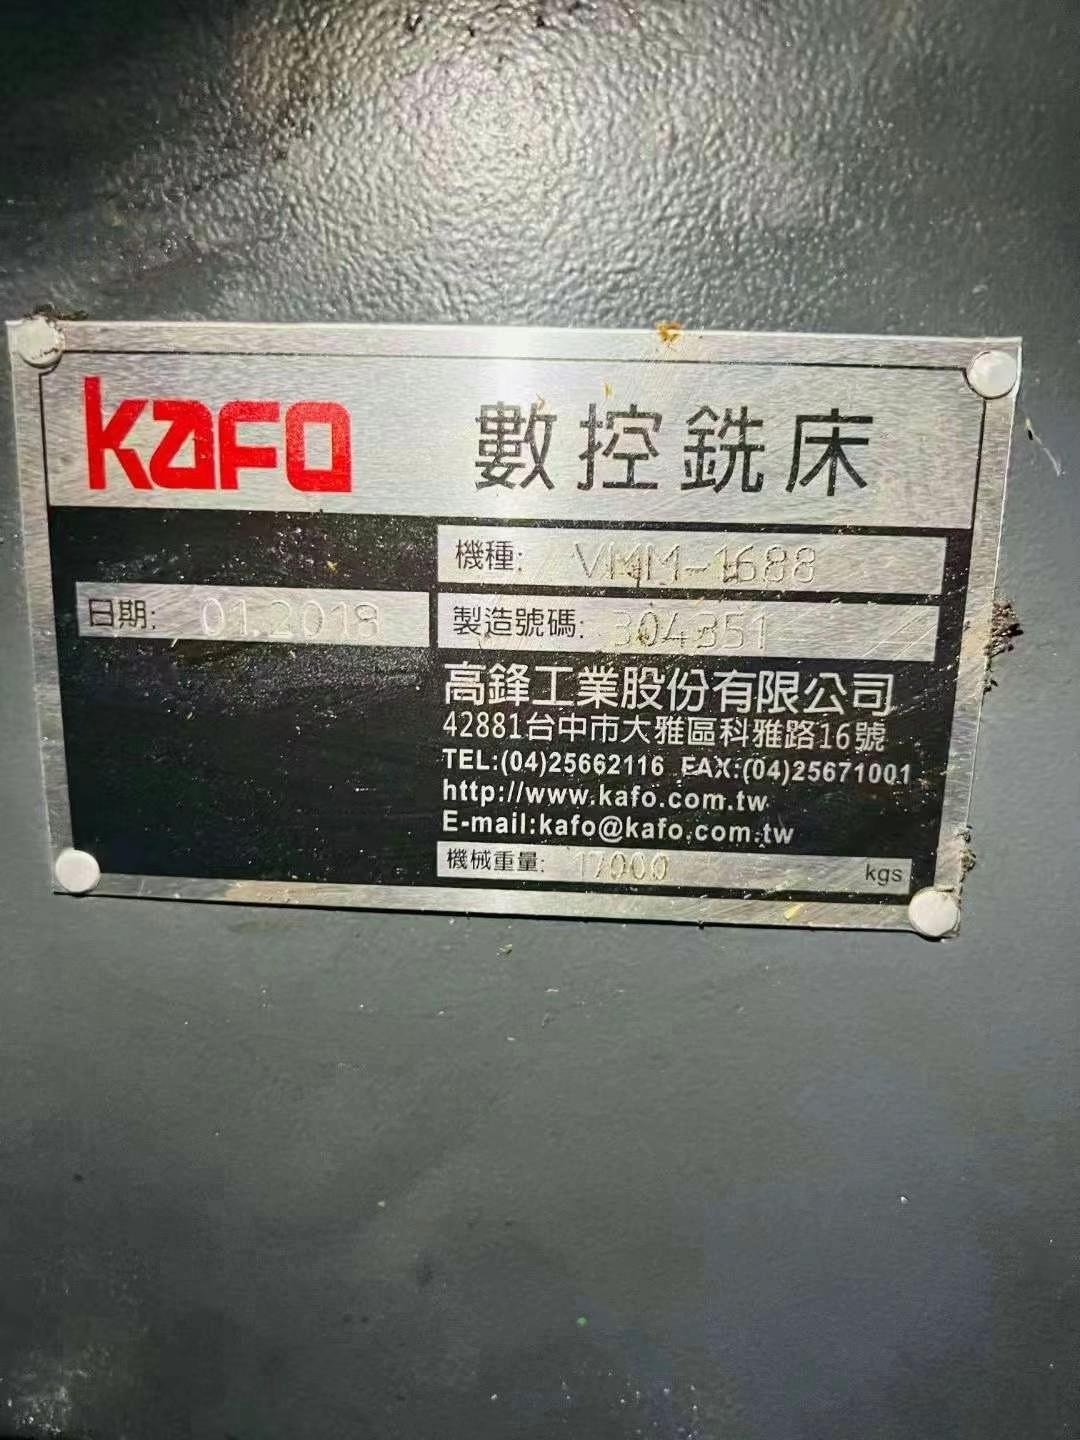 KAFO 數控銑床
機種: VMM-1688
日期: 01.2018
製造號碼: 304351
高鋒工業股份有限公司
42881台中市大雅區科雅路16號
TEL:(04)25662116 FAX:(04)25671001
http://www.kafo.com.tw
E-mail:kafo@kafo.com.tw
機械重量: 17000 kgs